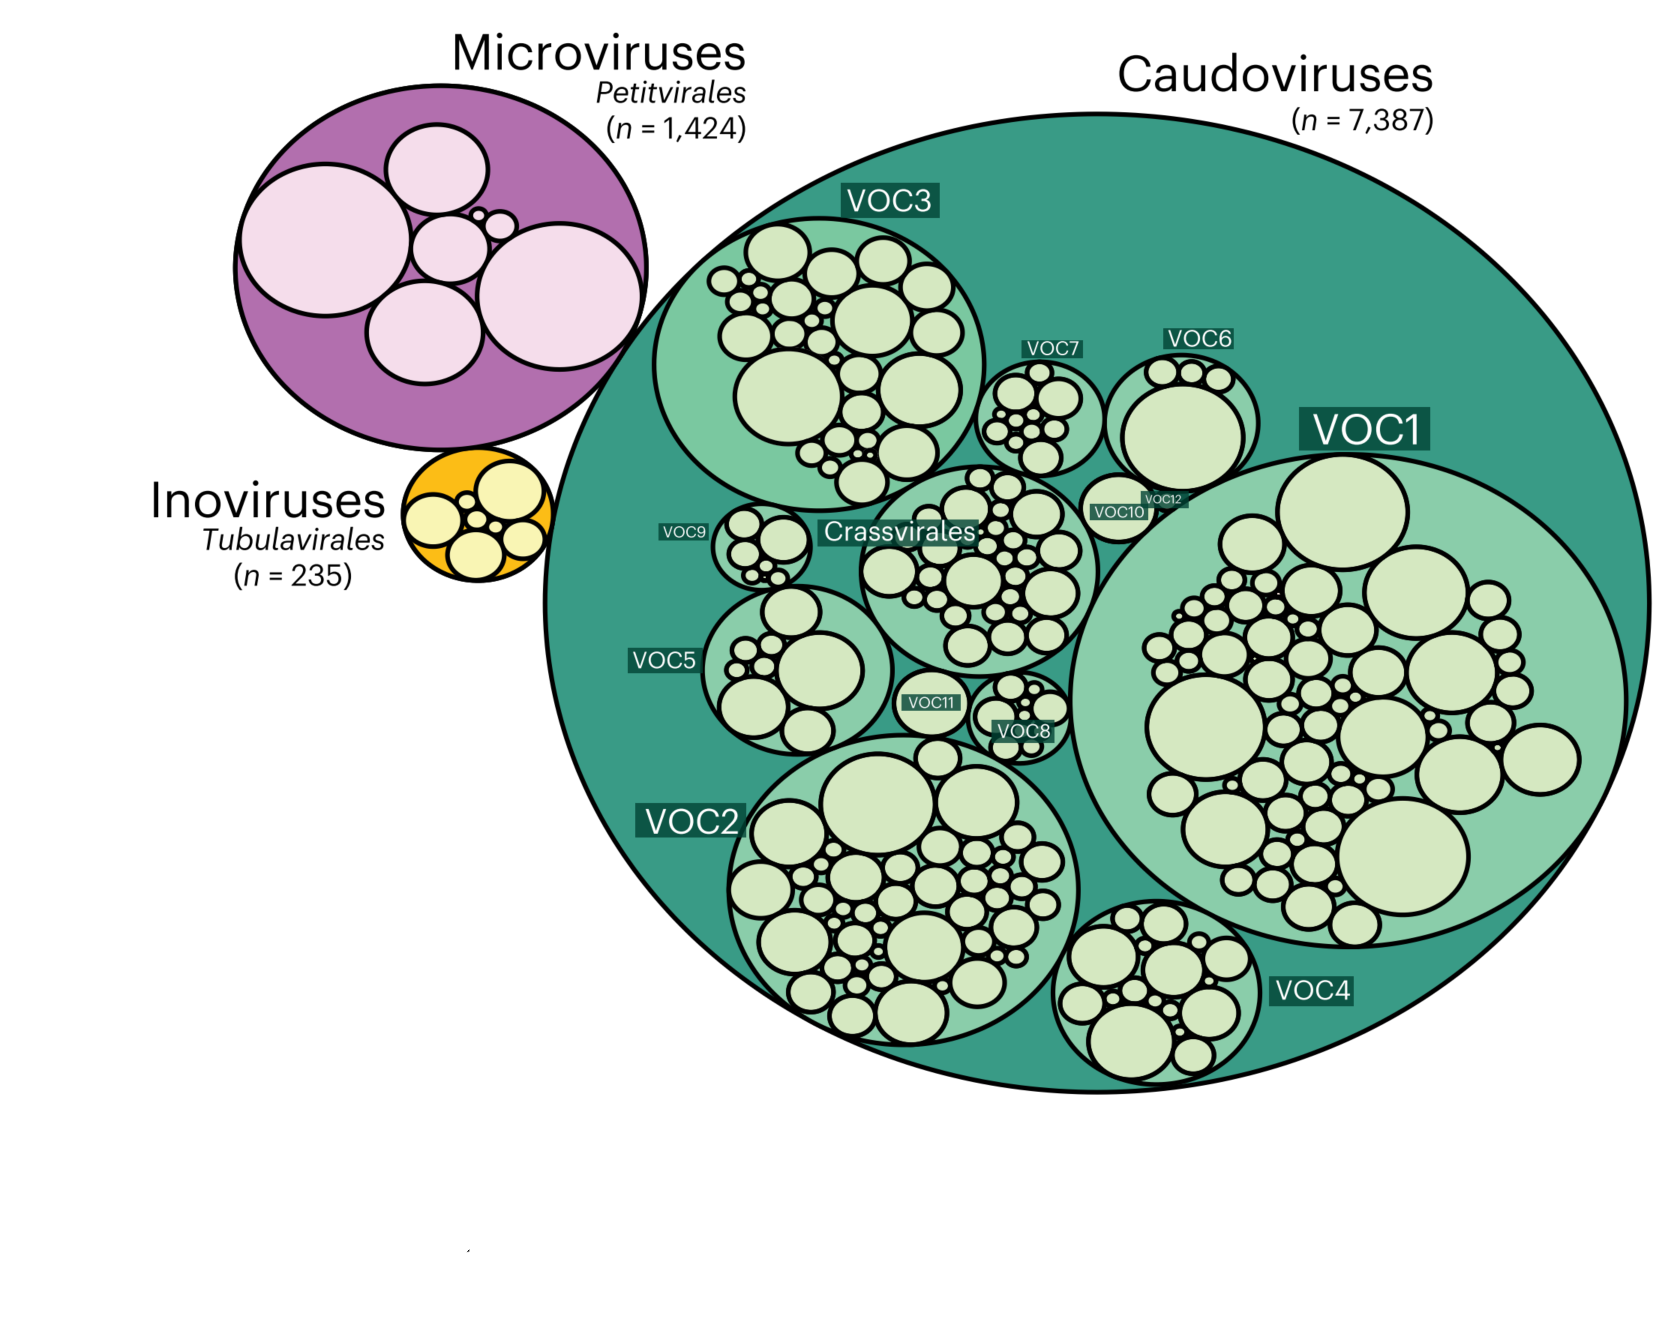 Microviruses
Petitvirales
(n = 1,424)
Caudoviruses
(n = 7,387)
VOC3
VOC7
VOC6
VOC1
Inoviruses
Tubulavirales
(n = 235)
VOC9
Crassvirales
VOC10
VOC12
VOC5
VOC11
VOC8
VOC2
VOC4